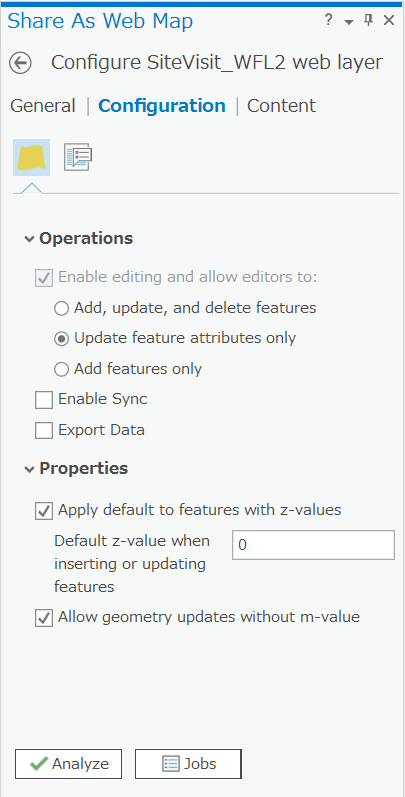 Share As Web Map ?
Configure SiteVisit_WFL2 web layer
General | Configuration | Content
Operations
Enable editing and allow editors to:
Add, update, and delete features
Update feature attributes only
Add features only
Enable Sync
Export Data
Properties
Apply default to features with z-values
Default z-value when
inserting or updating
features
0
Allow geometry updates without m-value
Analyze Jobs